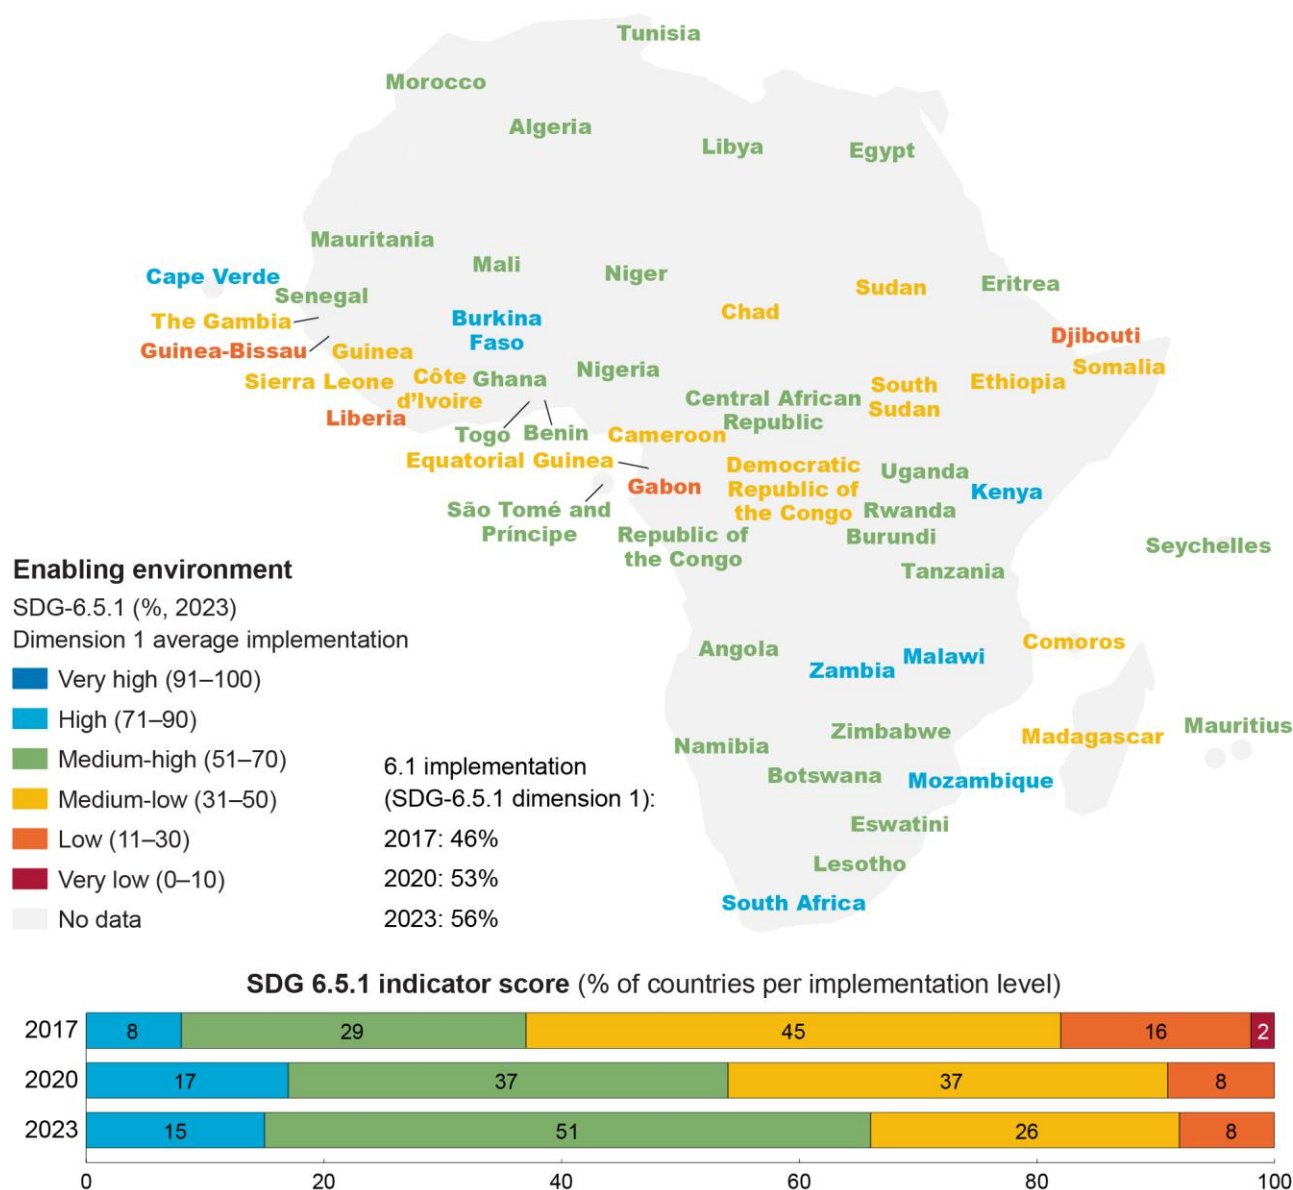 Tunisia
Morocco
Algeria
Libya
Egypt
Mauritania
Mali
Niger
Cape Verde
Senegal
Sudan
Eritrea
The Gambia
Chad
Burkina
Faso
Djibouti
Guinea-Bissau
Guinea
Sierra Leone
Côte
d’Ivoire
Ghana
Nigeria
Somalia
Ethiopia
South
Sudan
Central African
Republic
Liberia
Togo
Benin
Cameroon
Equatorial Guinea
Democratic
Republic of
the Congo
Uganda
Gabon
Kenya
São Tomé and
Príncipe
Rwanda
Republic of
the Congo
Burundi
Seychelles
Tanzania
Angola
Zambia
Malawi
Comoros
Namibia
Zimbabwe
Madagascar
Mauritius
Botswana
Mozambique
Eswatini
Lesotho
South Africa
Enabling environment
SDG-6.5.1 (%, 2023)
Dimension 1 average implementation
Very high (91–100)
High (71–90)
Medium-high (51–70)
Medium-low (31–50)
Low (11–30)
Very low (0–10)
No data
6.1 implementation
(SDG-6.5.1 dimension 1):
2017: 46%
2020: 53%
2023: 56%
SDG 6.5.1 indicator score (% of countries per implementation level)
2017 8 29 45 16 2
2020 17 37 37 8
2023 15 51 26 8
0 20 40 60 80 100